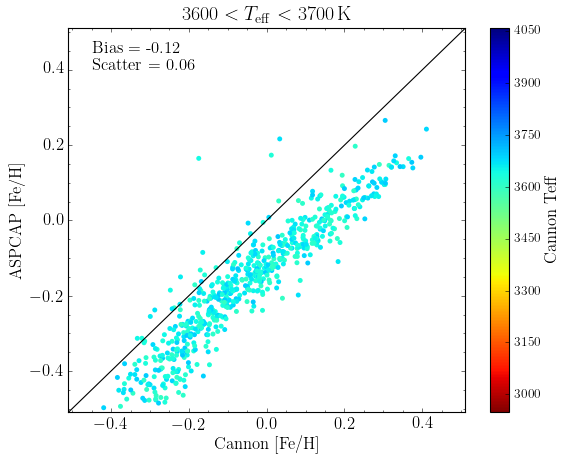 3600 < T_eff < 3700 K
Bias = -0.12
Scatter = 0.06
ASPCAP [Fe/H]
0.4
0.2
0.0
−0.2
−0.4
−0.4 −0.2 0.0 0.2 0.4
Cannon [Fe/H]
4050
3900
3750
3600
3450
3300
3150
3000
Cannon Teff